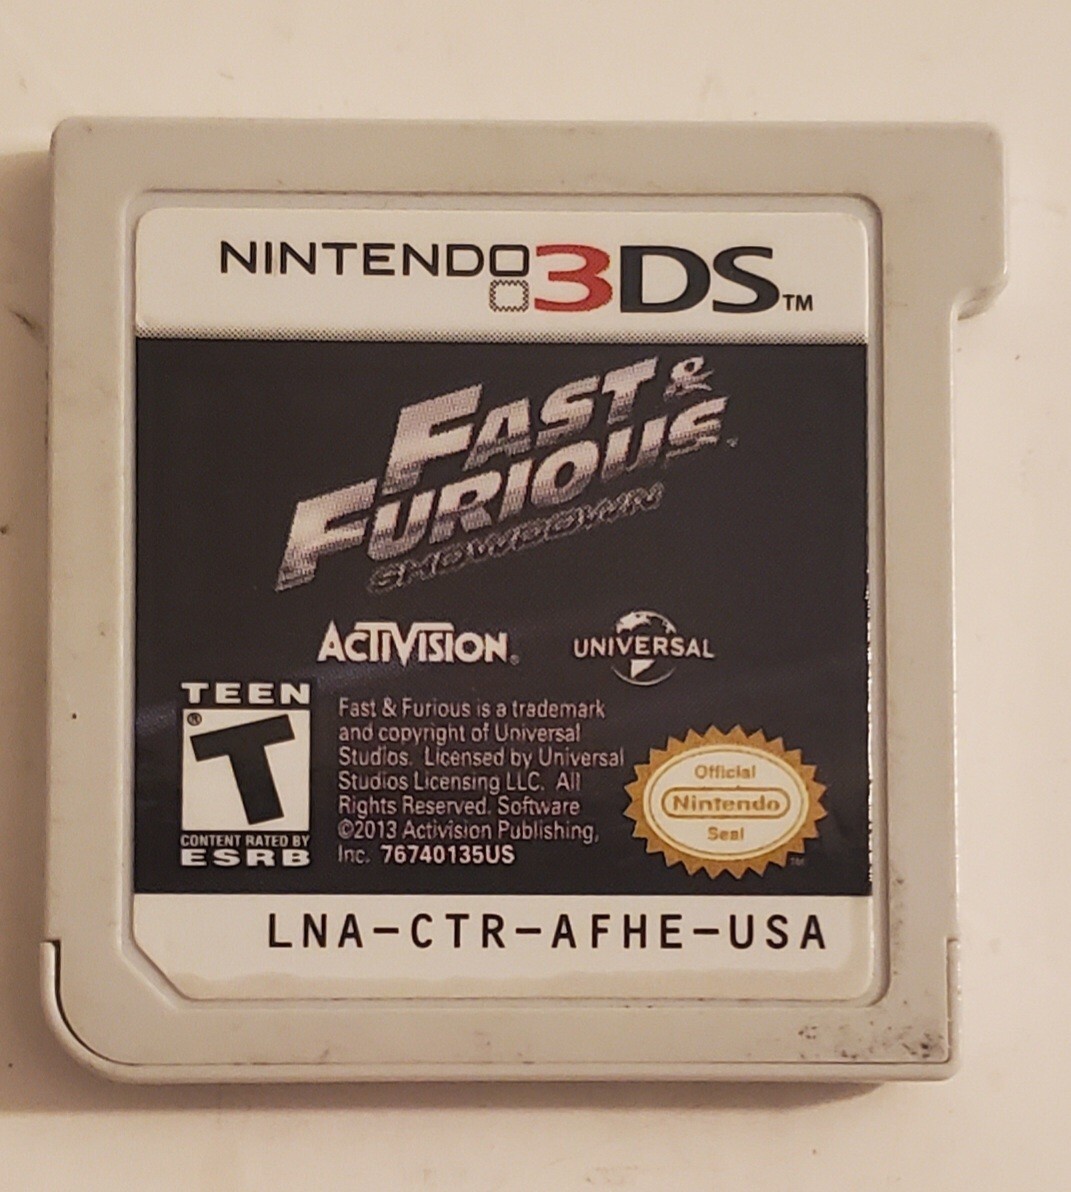 NINTENDO 3DS™
FAST &
FURIOUS
SHOWDOWN
ACTIVISION®
UNIVERSAL
TEEN
T®
CONTENT RATED BY
ESRB
Fast & Furious is a trademark
and copyright of Universal
Studios. Licensed by Universal
Studios Licensing LLC. All
Rights Reserved. Software
©2013 Activision Publishing,
Inc. 76740135US
Official
Nintendo
Seal
TM
LNA-CTR-AFHE-USA